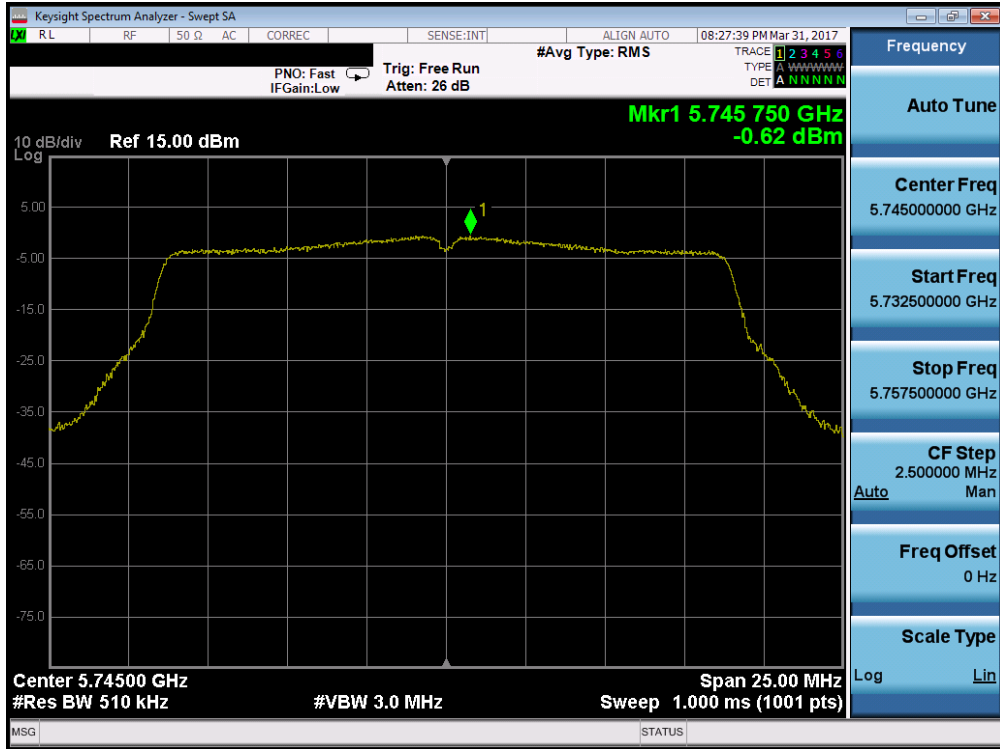 Keysight Spectrum Analyzer - Swept SA
LXI RL RF 50 Ω AC CORREC SENSE:INT ALIGN AUTO 08:27:39 PM Mar 31, 2017
PNO: Fast
IFGain:Low
Trig: Free Run
Atten: 26 dB
#Avg Type: RMS
TRACE 1 2 3 4 5 6
TYPE A WWWWW
DET A N N N N N
Mkr1 5.745 750 GHz
-0.62 dBm
10 dB/div Ref 15.00 dBm
Log
1
5.00
-5.00
-15.0
-25.0
-35.0
-45.0
-55.0
-65.0
-75.0
Center 5.74500 GHz Span 25.00 MHz
#Res BW 510 kHz #VBW 3.0 MHz Sweep 1.000 ms (1001 pts)
MSG STATUS
Frequency
Auto Tune
Center Freq
5.745000000 GHz
Start Freq
5.732500000 GHz
Stop Freq
5.757500000 GHz
CF Step
2.500000 MHz
Auto Man
Freq Offset
0 Hz
Scale Type
Log Lin